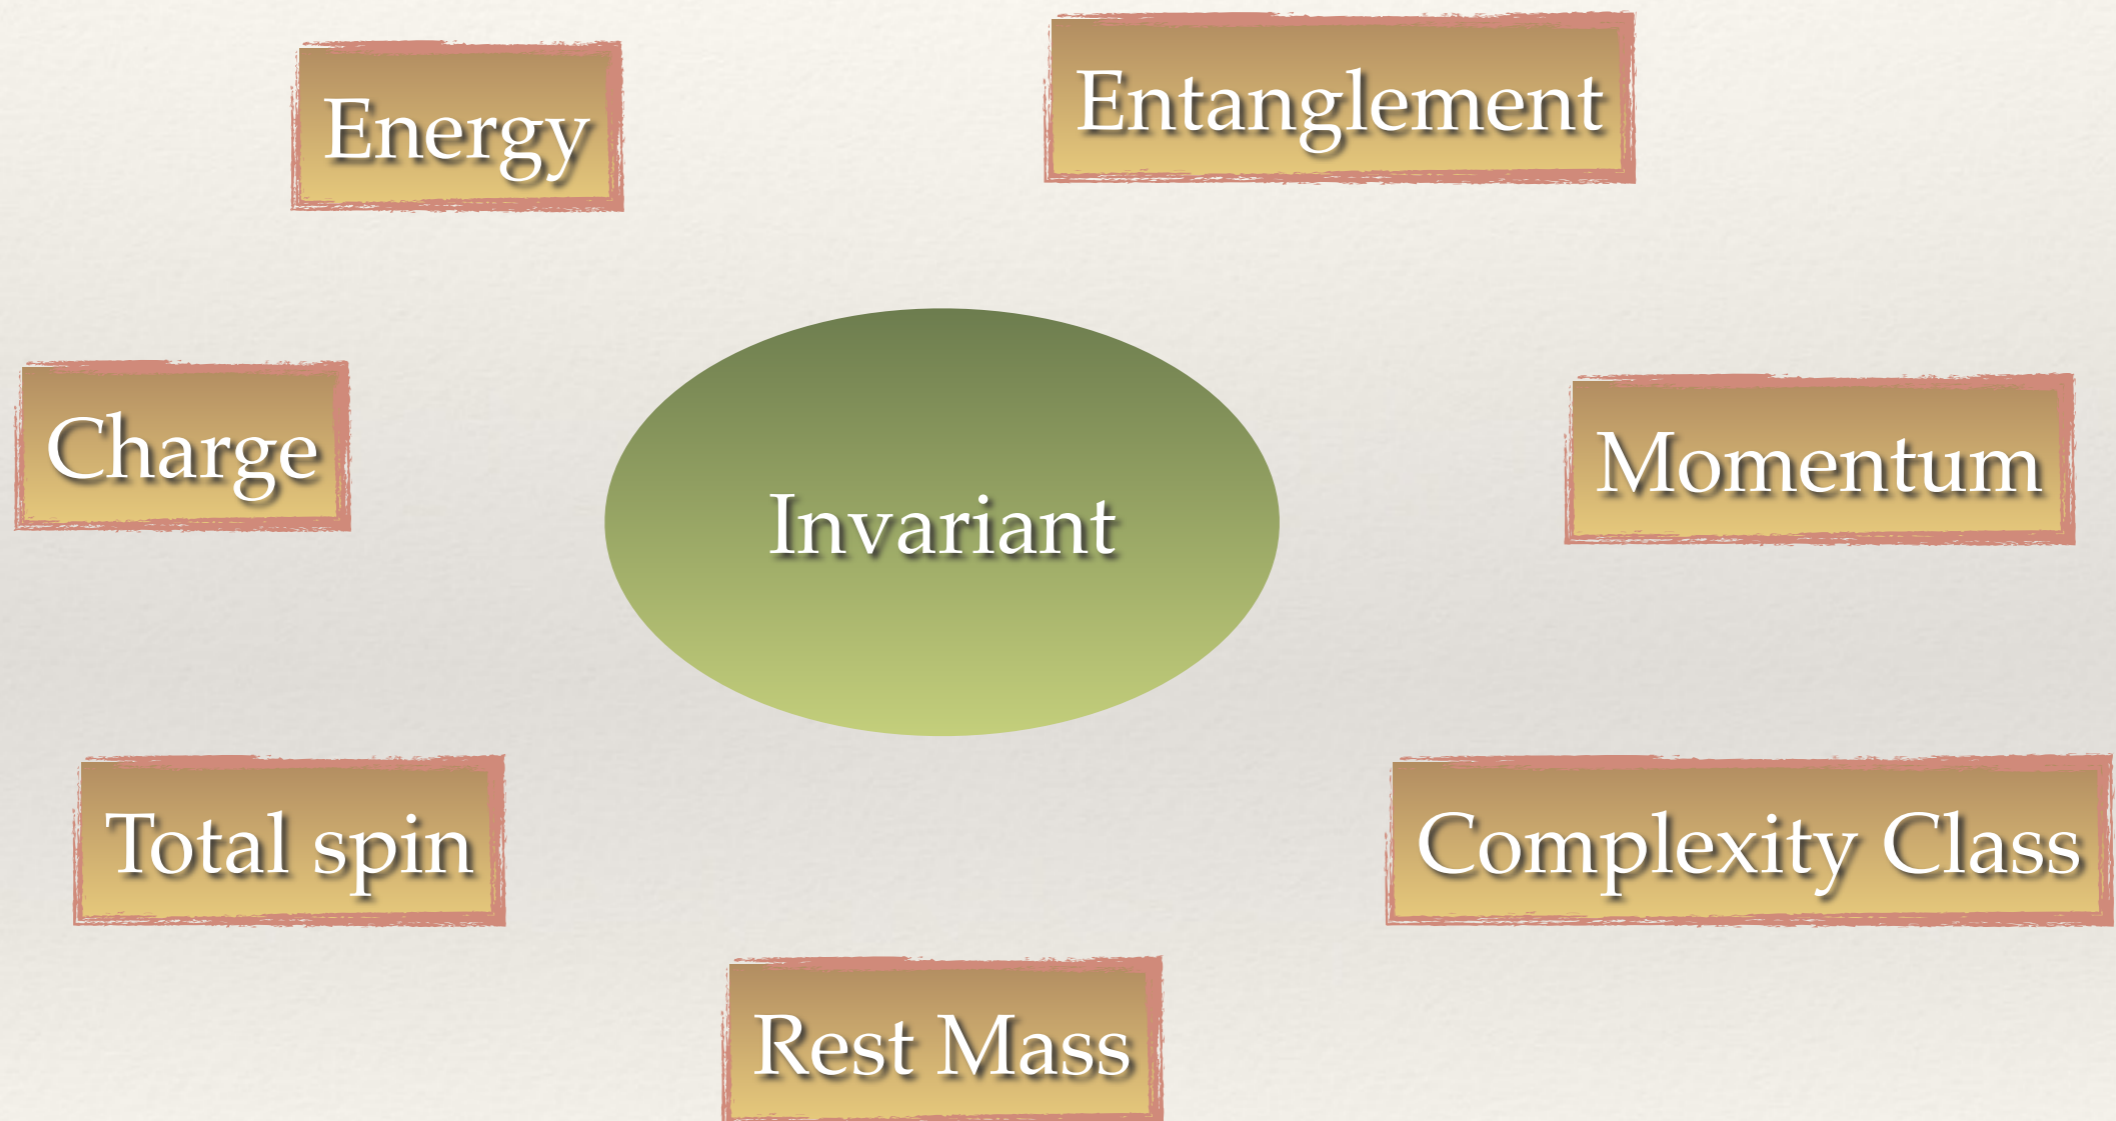 Energy
Entanglement
Charge
Momentum
Invariant
Total spin
Complexity Class
Rest Mass